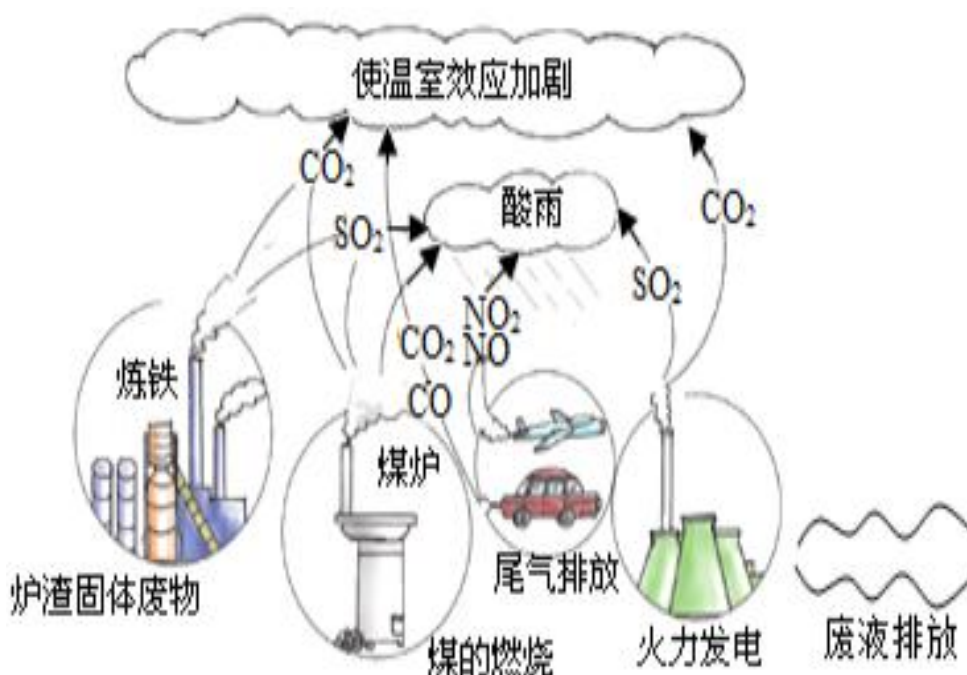 使温室效应加剧
CO₂
酸雨
CO₂
SO₂
SO₂
NO₂
CO₂
NO
炼铁
CO
煤炉
尾气排放
炉渣固体废物
煤的燃烧
火力发电
废液排放